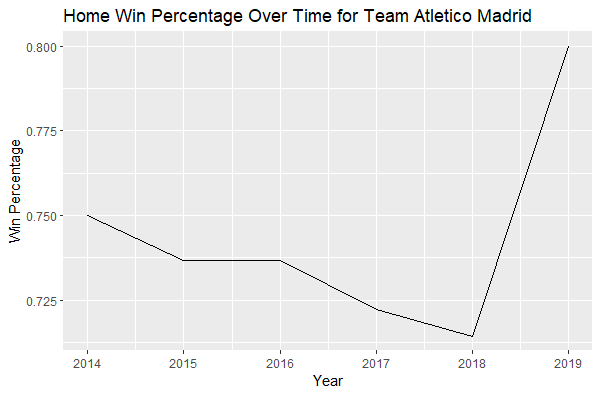 Home Win Percentage Over Time for Team Atletico Madrid
Win Percentage
0.800
0.775
0.750
0.725
2014 2015 2016 2017 2018 2019
Year